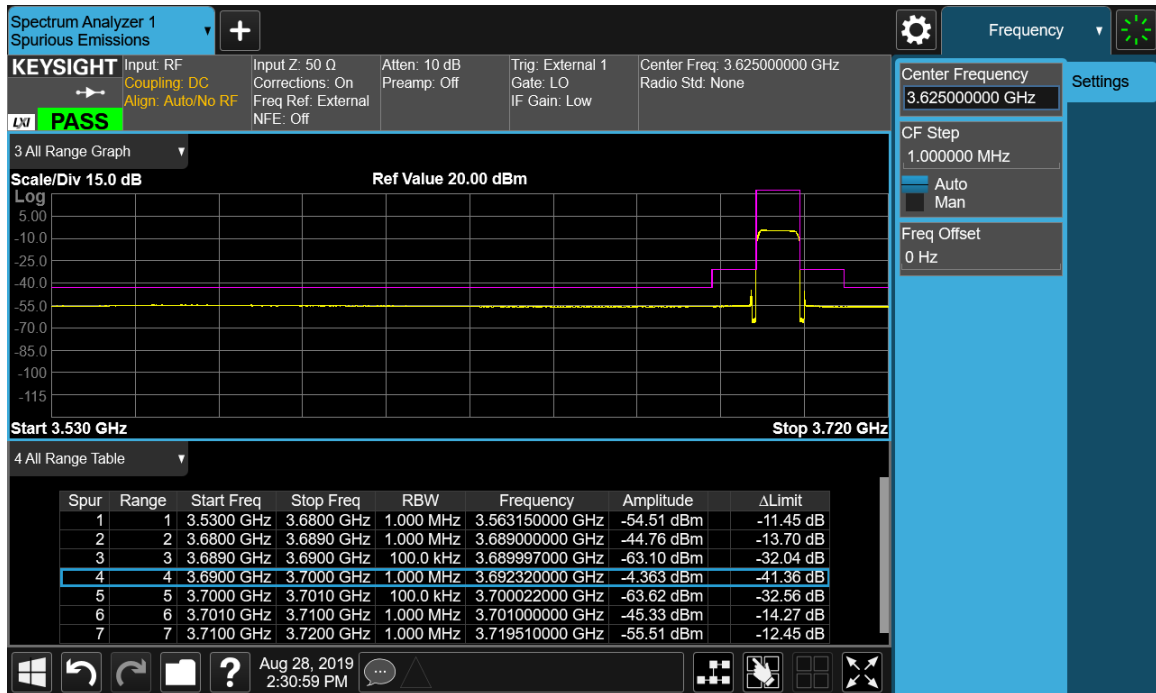 Spectrum Analyzer 1
Spurious Emissions
+
Frequency
KEYSIGHT
Input: RF
Coupling: DC
Align: Auto/No RF
Input Z: 50 Ω
Corrections: On
Freq Ref: External
NFE: Off
Atten: 10 dB
Preamp: Off
Trig: External 1
Gate: LO
IF Gain: Low
Center Freq: 3.625000000 GHz
Radio Std: None
LXI PASS
Center Frequency
3.625000000 GHz
Settings
CF Step
1.000000 MHz
Auto
Man
Freq Offset
0 Hz
3 All Range Graph
Scale/Div 15.0 dB Ref Value 20.00 dBm
Log
5.00
-10.0
-25.0
-40.0
-55.0
-70.0
-85.0
-100
-115
Start 3.530 GHz Stop 3.720 GHz
4 All Range Table
Spur Range Start Freq Stop Freq RBW Frequency Amplitude ΔLimit
1 1 3.5300 GHz 3.6800 GHz 1.000 MHz 3.563150000 GHz -54.51 dBm -11.45 dB
2 2 3.6800 GHz 3.6890 GHz 1.000 MHz 3.689000000 GHz -44.76 dBm -13.70 dB
3 3 3.6890 GHz 3.6900 GHz 100.0 kHz 3.689997000 GHz -63.10 dBm -32.04 dB
4 4 3.6900 GHz 3.7000 GHz 1.000 MHz 3.692320000 GHz -4.363 dBm -41.36 dB
5 5 3.7000 GHz 3.7010 GHz 100.0 kHz 3.700022000 GHz -63.62 dBm -32.56 dB
6 6 3.7010 GHz 3.7100 GHz 1.000 MHz 3.701000000 GHz -45.33 dBm -14.27 dB
7 7 3.7100 GHz 3.7200 GHz 1.000 MHz 3.719510000 GHz -55.51 dBm -12.45 dB
?
Aug 28, 2019
2:30:59 PM